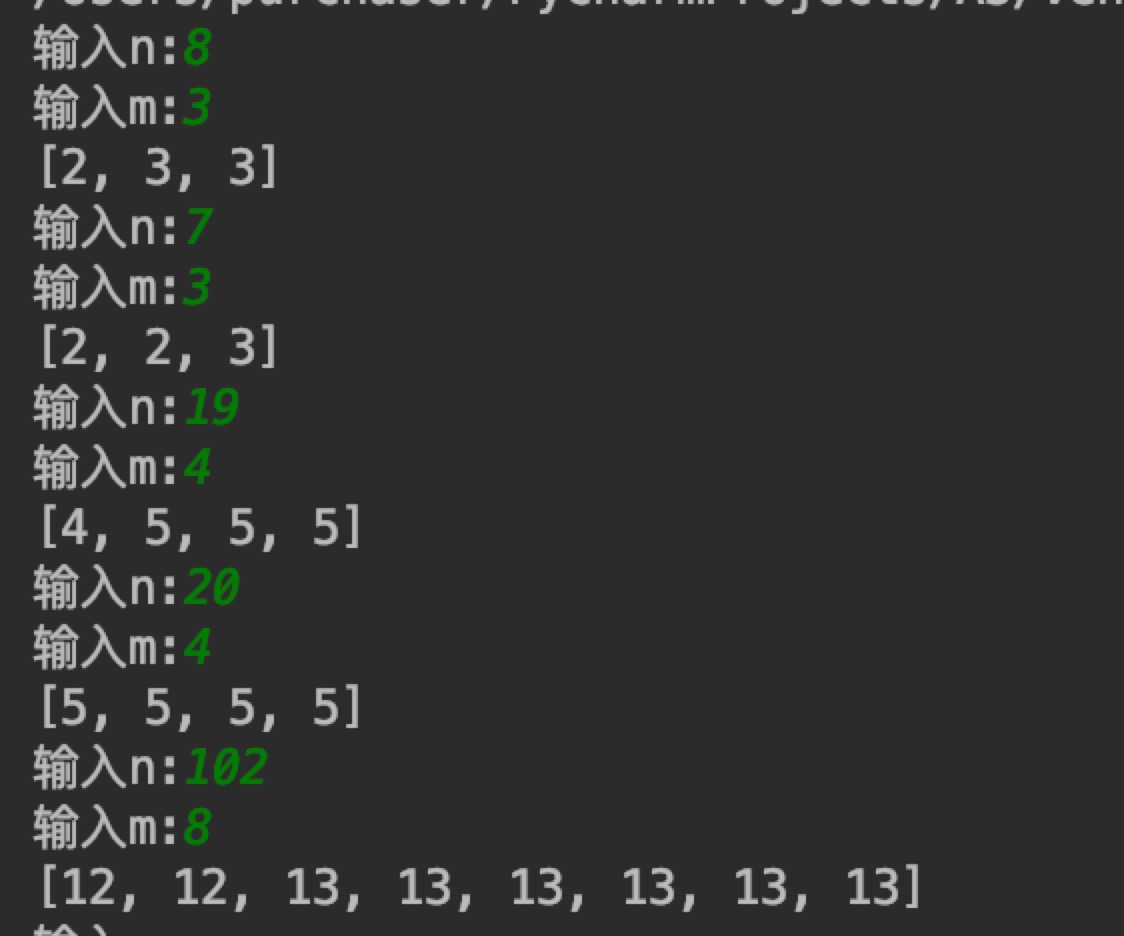 输入n:8
输入m:3
[2, 3, 3]
输入n:7
输入m:3
[2, 2, 3]
输入n:19
输入m:4
[4, 5, 5, 5]
输入n:20
输入m:4
[5, 5, 5, 5]
输入n:102
输入m:8
[12, 12, 13, 13, 13, 13, 13, 13]